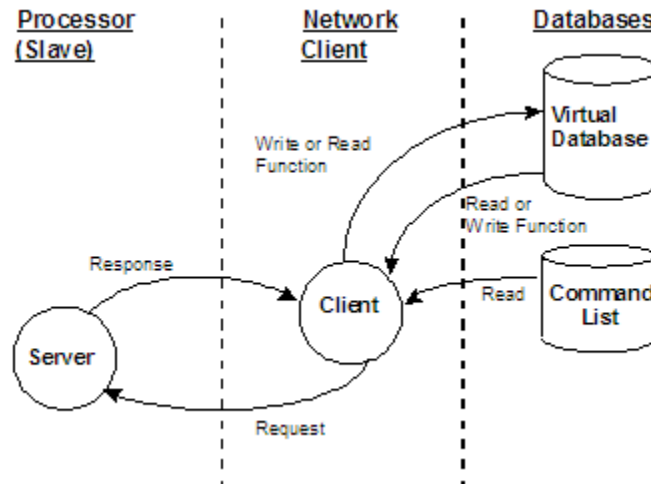 Processor
(Slave)
Network
Client
Databases
Virtual
Database
Write or Read
Function
Read or
Write Function
Response
Client
Read
Command
List
Server
Request